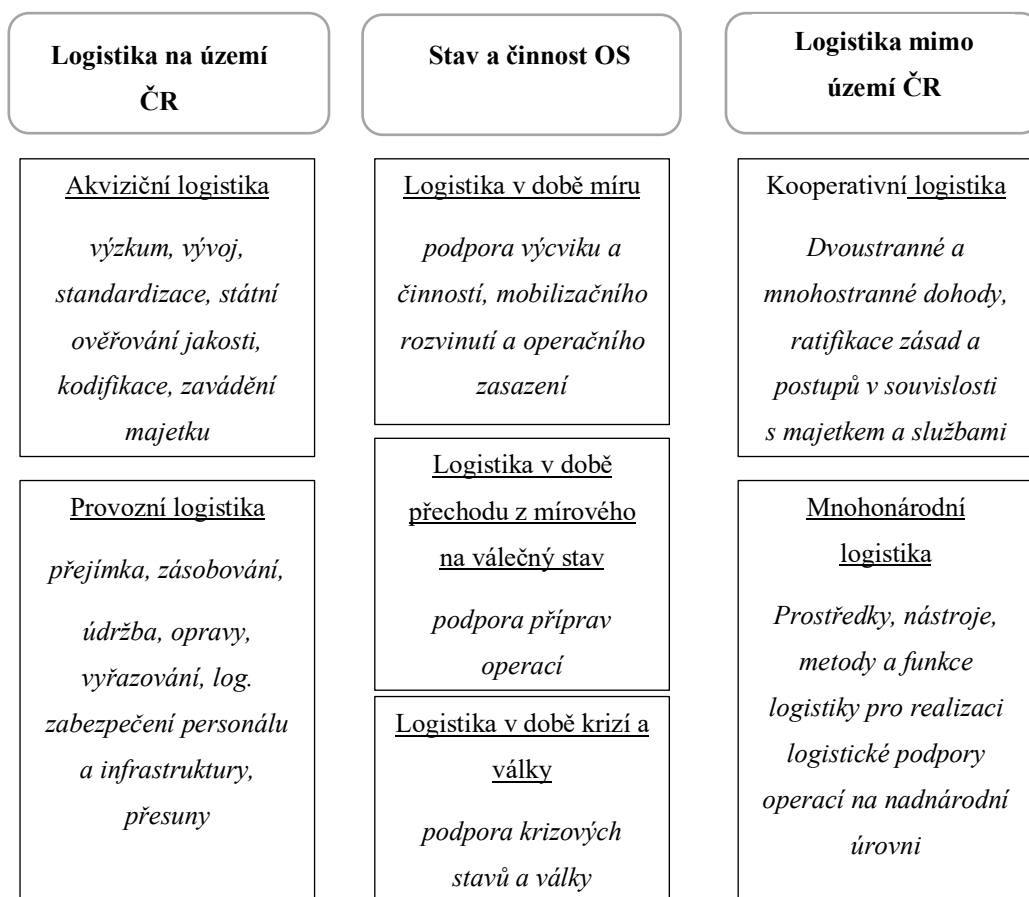 Logistika na území
ČR
Akviziční logistika
výzkum, vývoj,
standardizace, státní
ověřování jakosti,
kodifikace, zavádění
majetku
Provozní logistika
přejímka, zásobování,
údržba, opravy,
vyřazování, log.
zabezpečení personálu
a infrastruktury,
přesuny
Stav a činnost OS
Logistika v době míru
podpora výcviku a
činností, mobilizačního
rozvinutí a operačního
zasazení
Logistika v době
přechodu z mírového
na válečný stav
podpora příprav
operací
Logistika v době krizí a
války
podpora krizových
stavů a války
Logistika mimo
území ČR
Kooperativní logistika
Dvoustranné a
mnohostranné dohody,
ratifikace zásad a
postupů v souvislosti
s majetkem a službami
Mnohonárodní
logistika
Prostředky, nástroje,
metody a funkce
logistiky pro realizaci
logistické podpory
operací na nadnárodní
úrovni